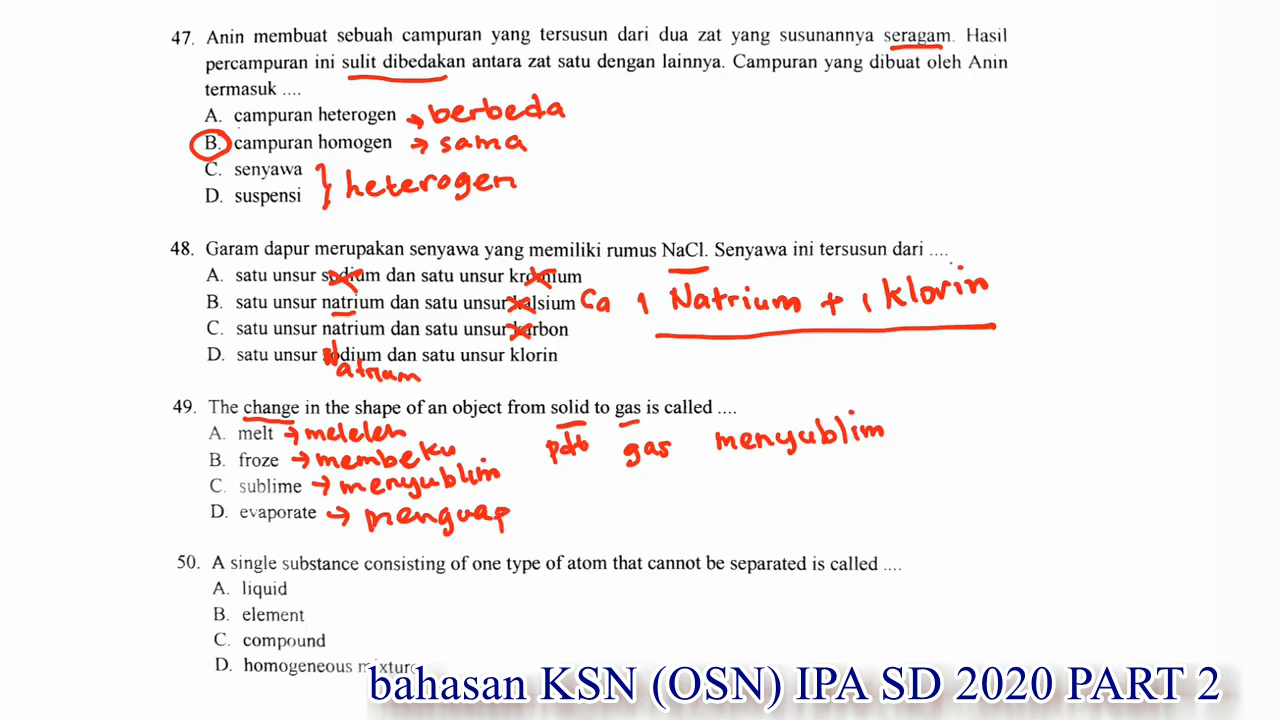 47. Anin membuat sebuah campuran yang tersusun dari dua zat yang susunannya seragam. Hasil
percampuran ini sulit dibedakan antara zat satu dengan lainnya. Campuran yang dibuat oleh Anin
termasuk ....
A. campuran heterogen → berbeda
B. campuran homogen → sama
C. senyawa
D. suspensi } heterogen
48. Garam dapur merupakan senyawa yang memiliki rumus NaCl. Senyawa ini tersusun dari ....
A. satu unsur sodium dan satu unsur kromium
B. satu unsur natrium dan satu unsur kalsium Ca 1 Natrium + 1 Klorin
C. satu unsur natrium dan satu unsur karbon
D. satu unsur sodium dan satu unsur klorin
Natrium
49. The change in the shape of an object from solid to gas is called ....
A. melt → meleleh
B. froze → membeku gas menyublim
C. sublime → menyublim
D. evaporate → menguap
50. A single substance consisting of one type of atom that cannot be separated is called ....
A. liquid
B. element
C. compound
D. homogeneous mixture
bahasan KSN (OSN) IPA SD 2020 PART 2